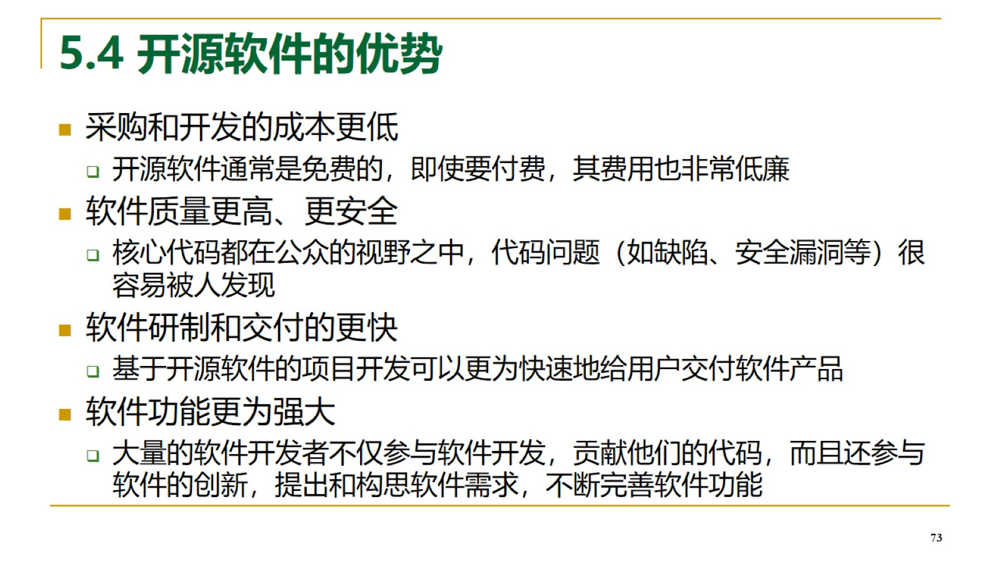 5.4 开源软件的优势
采购和开发的成本更低
开源软件通常是免费的，即使要付费，其费用也非常低廉
软件质量更高、更安全
核心代码都在公众的视野之中，代码问题（如缺陷、安全漏洞等）很
容易被人发现
软件研制和交付的更快
基于开源软件的项目开发可以更为快速地给用户交付软件产品
软件功能更为强大
大量的软件开发者不仅参与软件开发，贡献他们的代码，而且还参与
软件的创新，提出和构思软件需求，不断完善软件功能
73